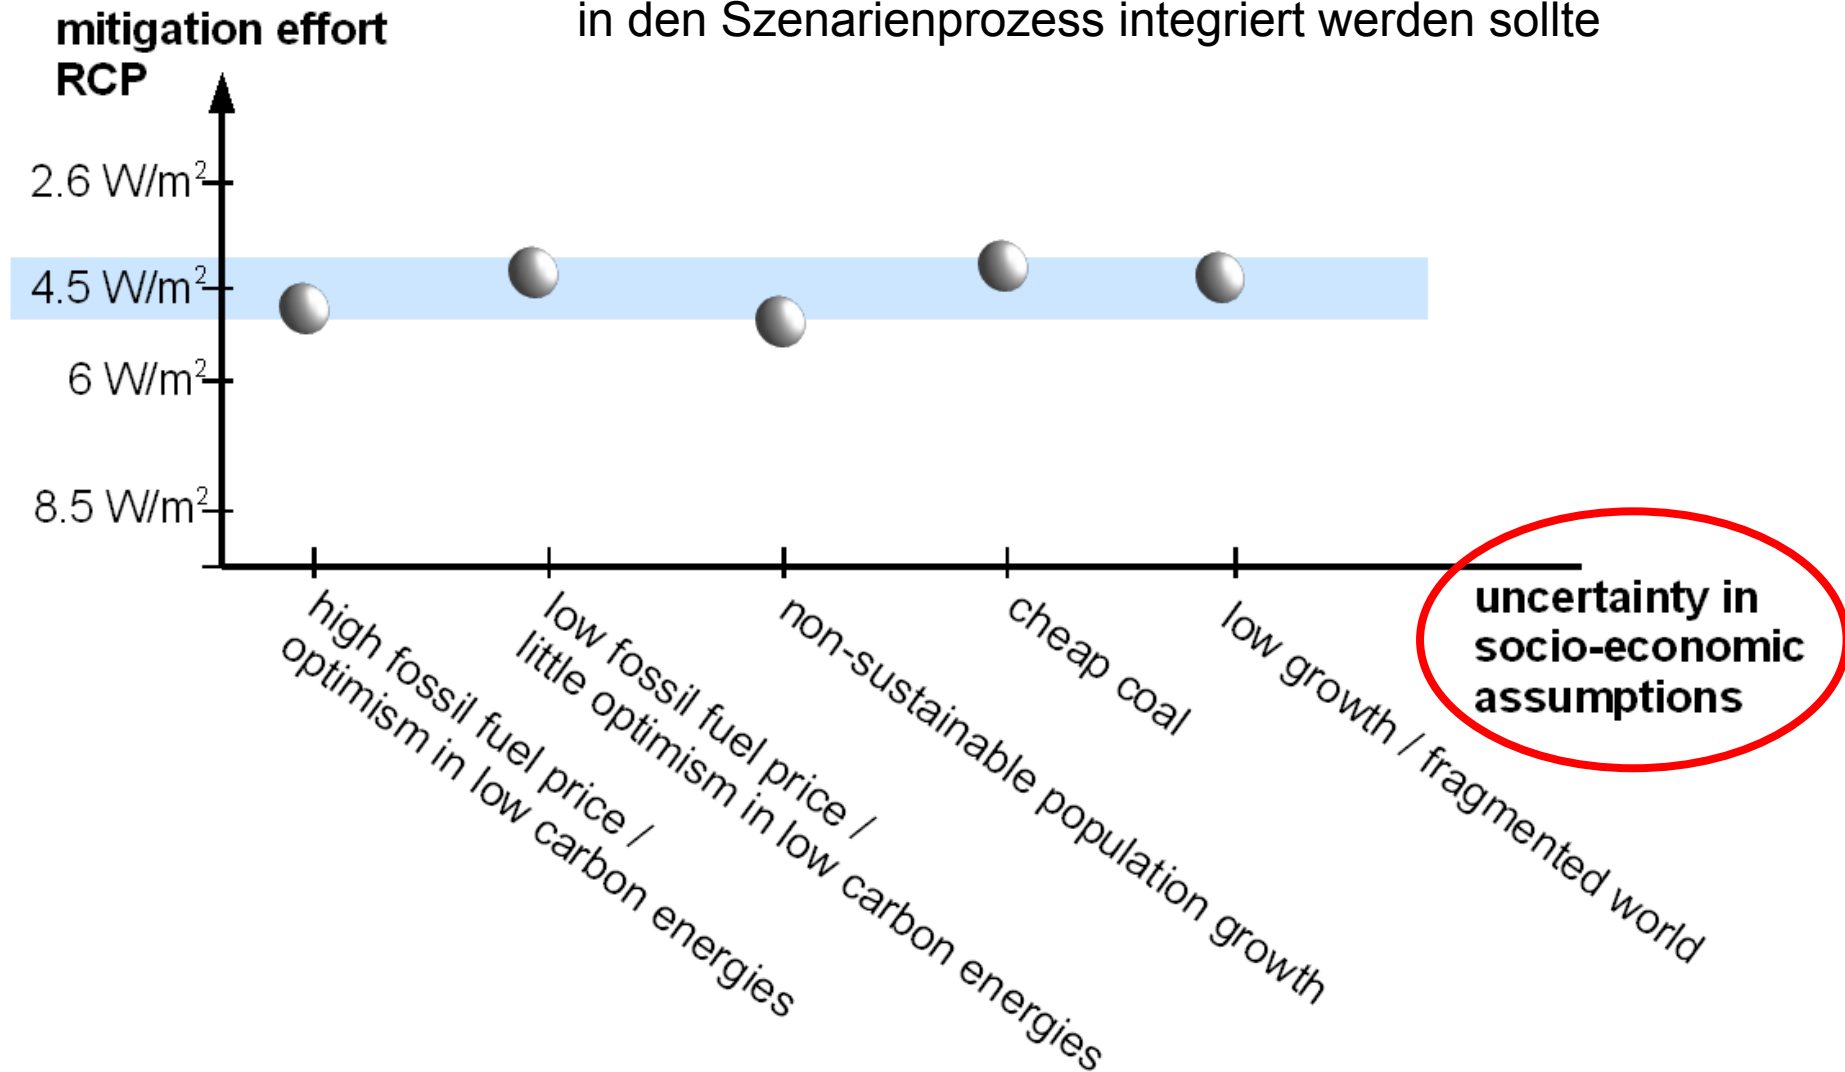 mitigation effort
RCP
in den Szenarienprozess integriert werden sollte
2.6 W/m²
4.5 W/m²
6 W/m²
8.5 W/m²
high fossil fuel price /
optimism in low carbon energies
low fossil fuel price /
little optimism in low carbon energies
non-sustainable population growth
cheap coal
low growth / fragmented world
uncertainty in
socio-economic
assumptions